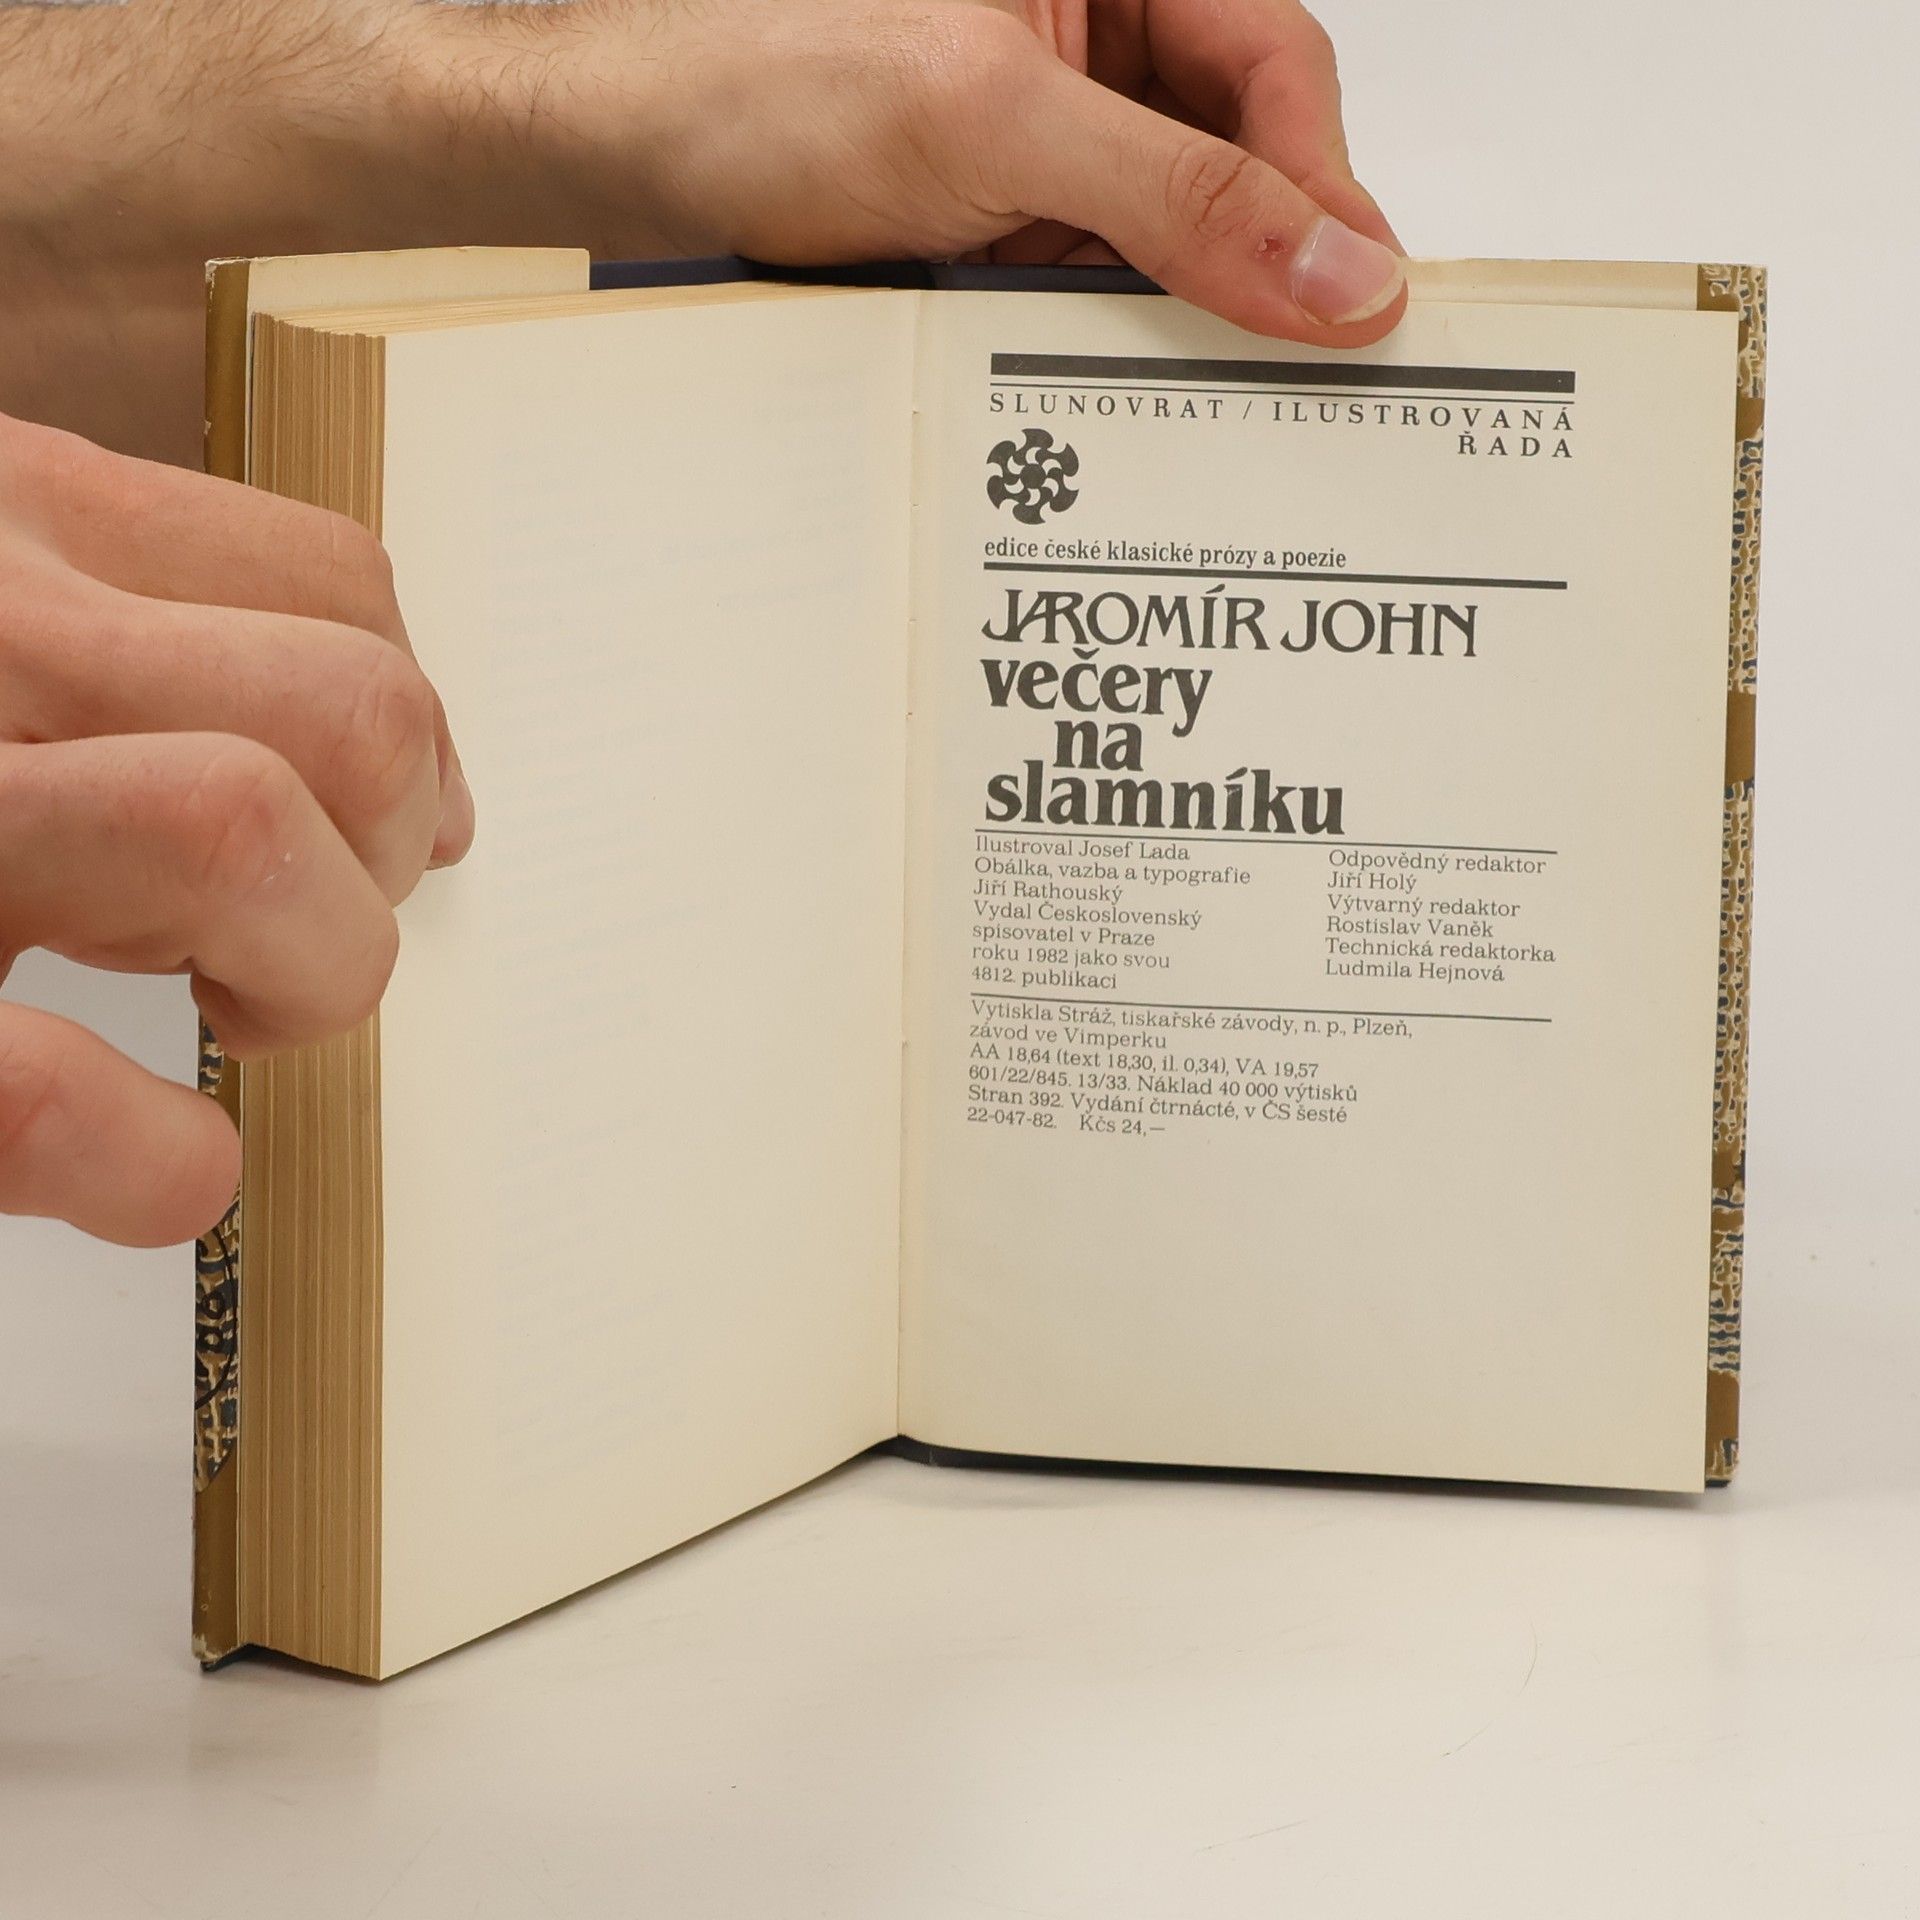 SLUNOVRAT / ILUSTROVANÁ
ŘADA
edice české klasické prózy a poezie
JAROMÍR JOHN
večery
na
slamníku
Ilustroval Josef Lada
Obálka, vazba a typografie
Jiří Rathouský
Vydal Československý
spisovatel v Praze
roku 1982 jako svou
4812. publikaci
Odpovědný redaktor
Jiří Holý
Výtvarný redaktor
Rostislav Vaněk
Technická redaktorka
Ludmila Hejnová
Vytiskla Stráž, tiskařské závody, n. p., Plzeň,
závod ve Vimperku
AA 18,64 (text 18,30, il. 0,34), VA 19,57
601/22/845. 13/33. Náklad 40 000 výtisků
Stran 392. Vydání čtrnácté, v ČS šesté
22-047-82. Kčs 24,—